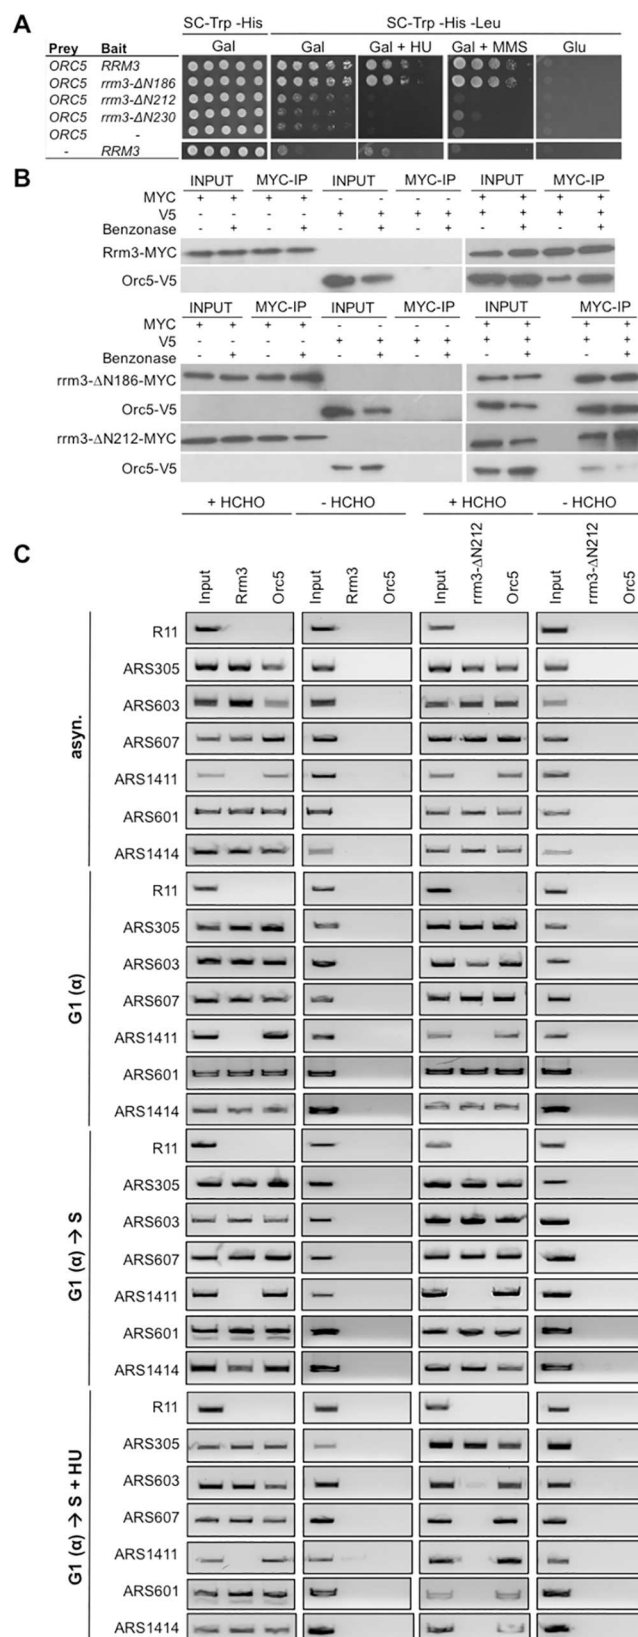 A
SC-Trp -His SC-Trp -His -Leu
Prey Bait Gal Gal Gal + HU Gal + MMS Glu
ORC5 RRM3
ORC5 rrm3-ΔN186
ORC5 rrm3-ΔN212
ORC5 rrm3-ΔN230
ORC5 -
- RRM3
B
INPUT MYC-IP INPUT MYC-IP INPUT MYC-IP
MYC + + + + - - - - + + + +
V5 - - - - + + + + + + + +
Benzonase - + - + - + - + - + - +
Rrm3-MYC
Orc5-V5
INPUT MYC-IP INPUT MYC-IP INPUT MYC-IP
MYC + + + + - - - - + + + +
V5 - - - - + + + + + + + +
Benzonase - + - + - + - + - + - +
rrm3-ΔN186-MYC
Orc5-V5
rrm3-ΔN212-MYC
Orc5-V5
C
+ HCHO - HCHO + HCHO - HCHO
Input Rrm3 Orc5 Input Rrm3 Orc5 Input rrm3-ΔN212 Orc5 Input rrm3-ΔN212 Orc5
asyn.
R11
ARS305
ARS603
ARS607
ARS1411
ARS601
ARS1414
G1 (α)
R11
ARS305
ARS603
ARS607
ARS1411
ARS601
ARS1414
G1 (α) → S
R11
ARS305
ARS603
ARS607
ARS1411
ARS601
ARS1414
G1 (α) → S + HU
R11
ARS305
ARS603
ARS607
ARS1411
ARS601
ARS1414